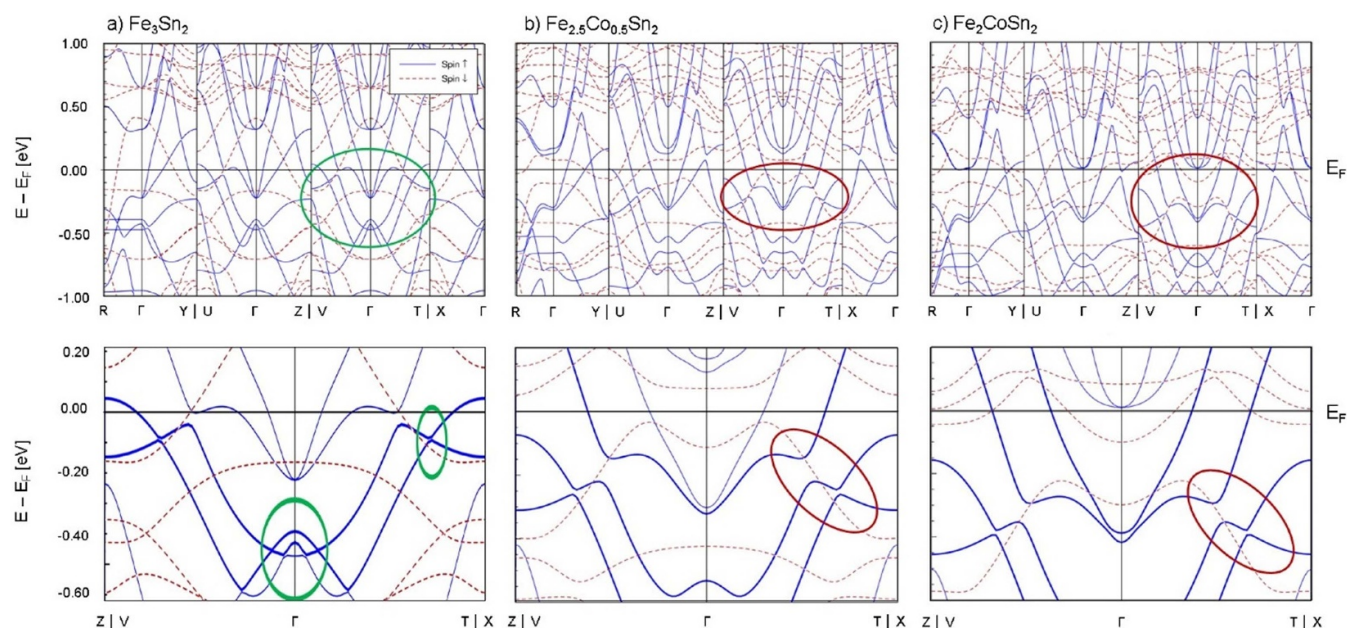 a) Fe3Sn2
b) Fe2.5Co0.5Sn2
c) Fe2CoSn2
1.00
0.50
0.00
-0.50
-1.00
E – EF [eV]
Spin ↑
Spin ↓
EF
R Γ Y | U Γ Z | V Γ T | X Γ
R Γ Y | U Γ Z | V Γ T | X Γ
R Γ Y | U Γ Z | V Γ T | X Γ
0.20
0.00
-0.20
-0.40
-0.60
E – EF [eV]
EF
Z | V Γ T | X
Z | V Γ T | X
Z | V Γ T | X